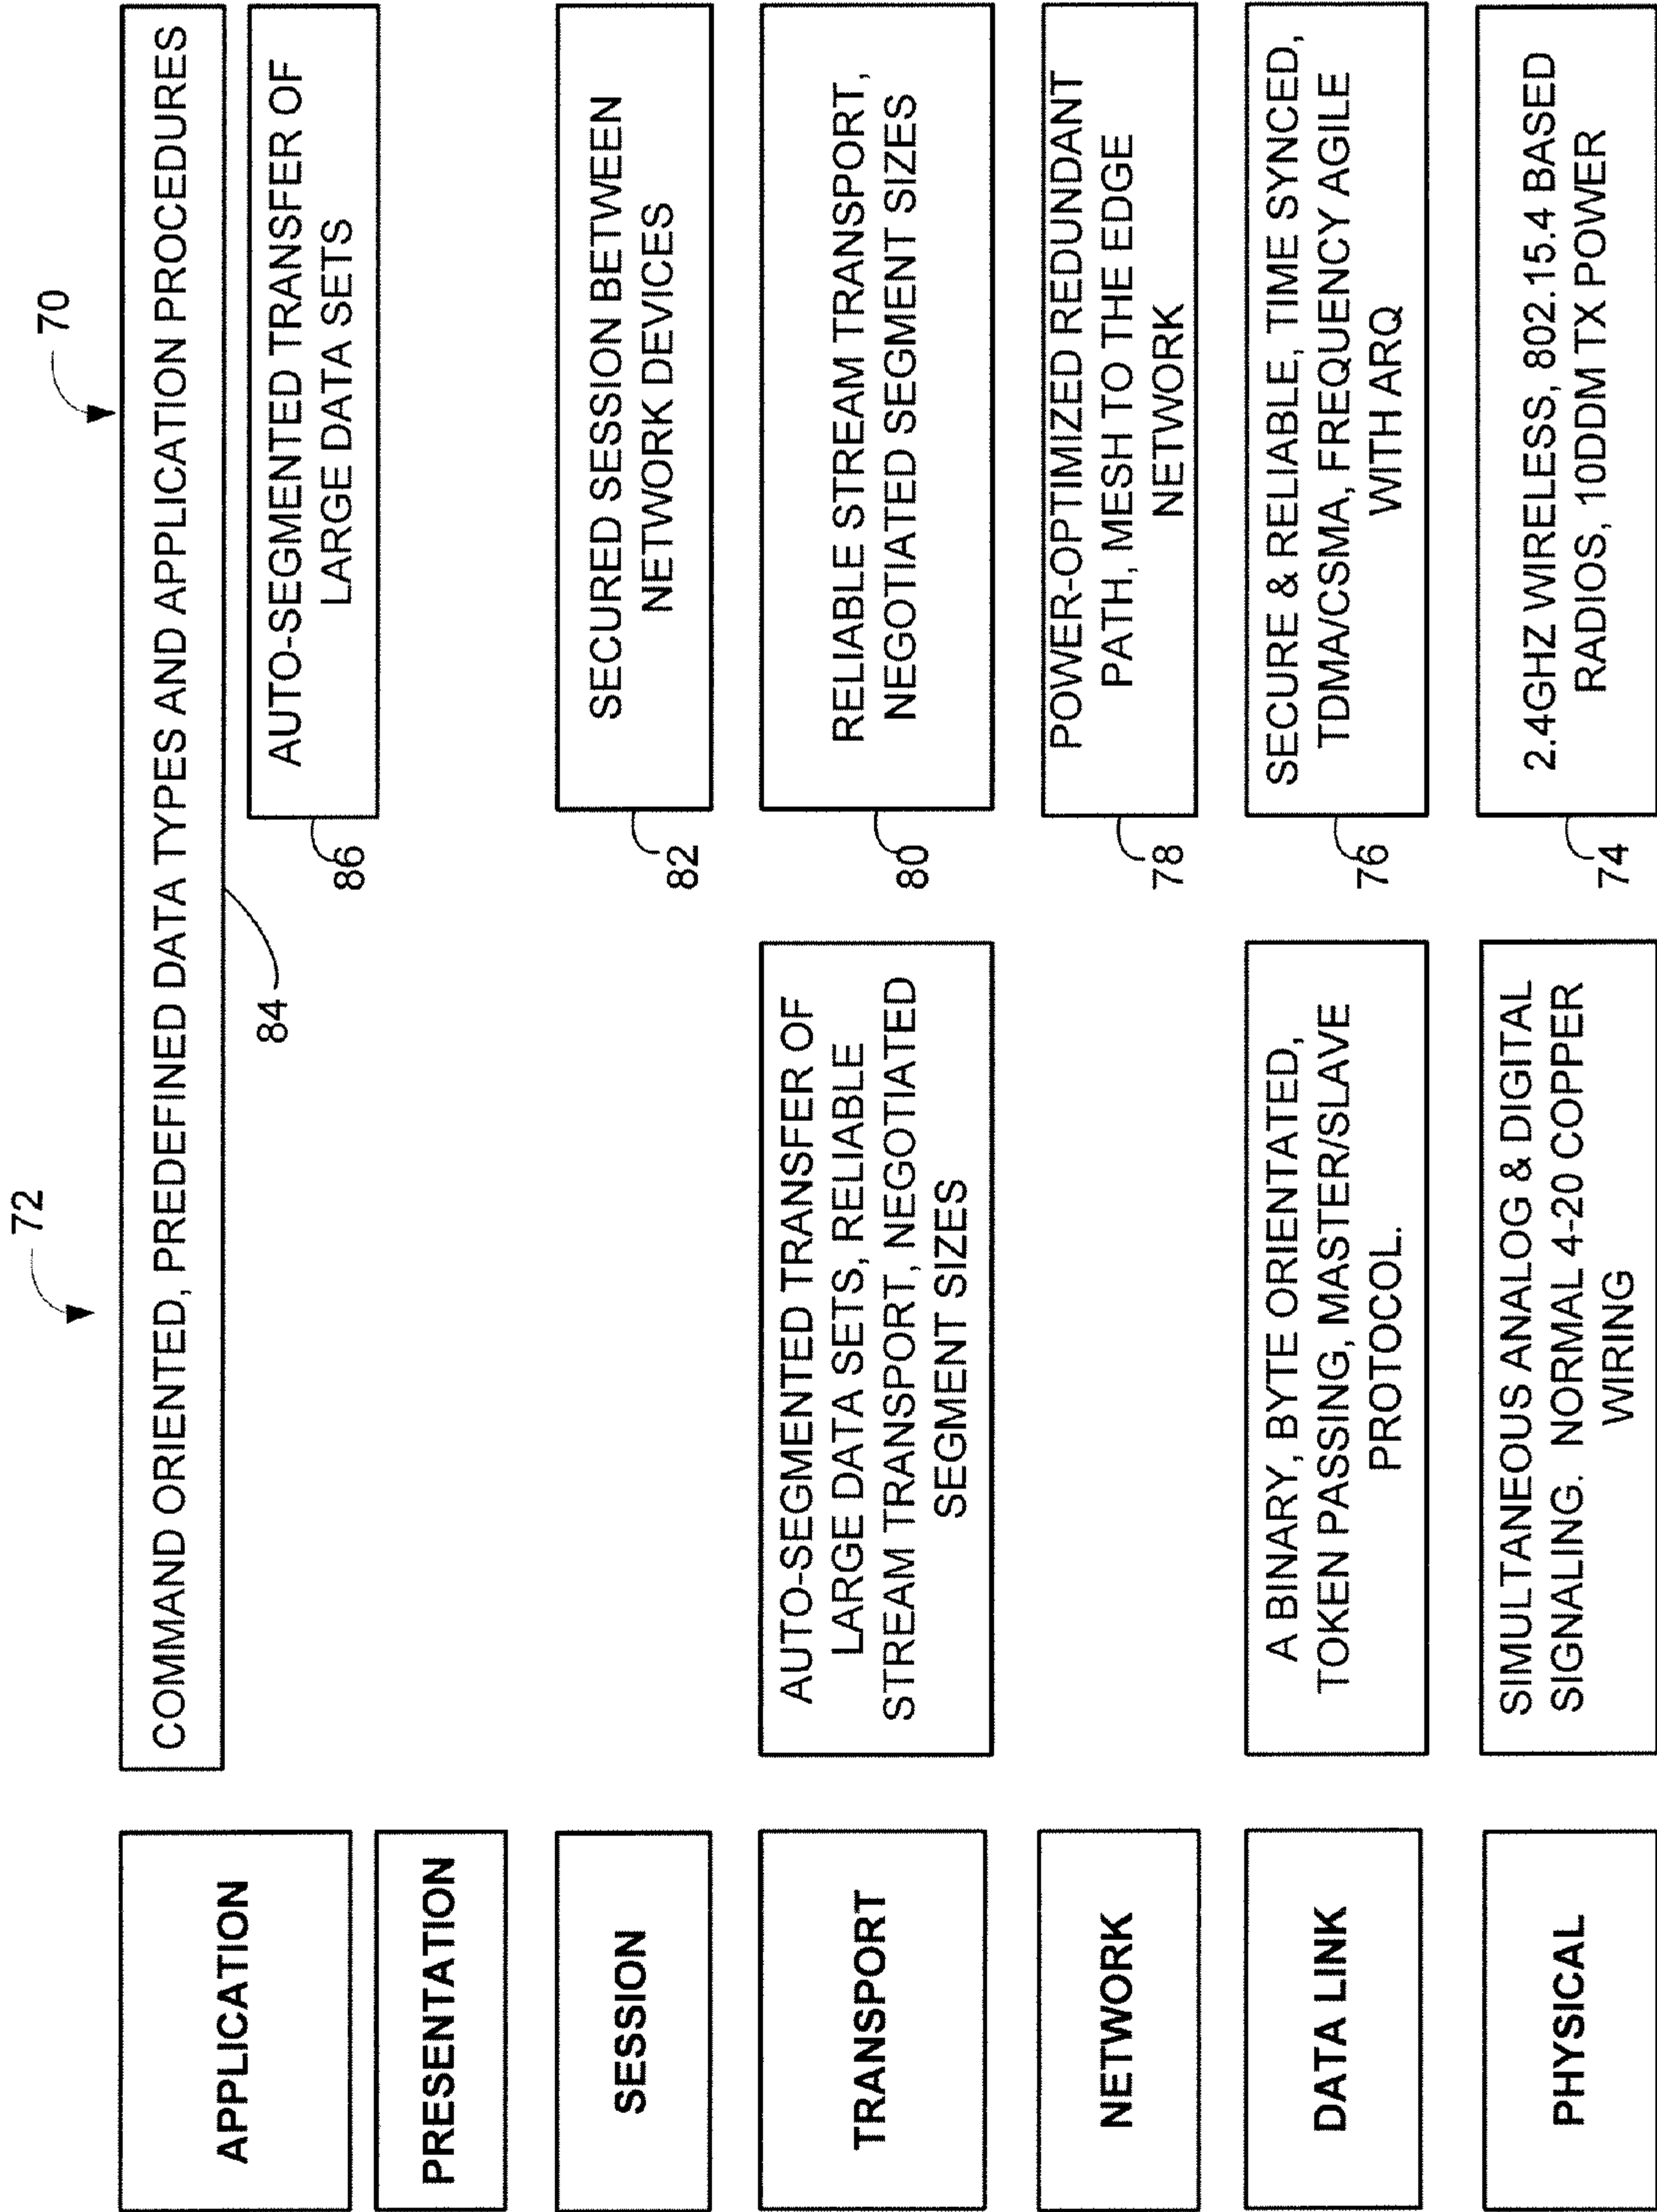 72
70
APPLICATION
COMMAND ORIENTED, PREDEFINED DATA TYPES AND APPLICATION PROCEDURES
84
86
AUTO-SEGMENTED TRANSFER OF
LARGE DATA SETS
PRESENTATION
SESSION
82
SECURED SESSION BETWEEN
NETWORK DEVICES
TRANSPORT
AUTO-SEGMENTED TRANSFER OF
LARGE DATA SETS, RELIABLE
STREAM TRANSPORT, NEGOTIATED
SEGMENT SIZES
80
RELIABLE STREAM TRANSPORT,
NEGOTIATED SEGMENT SIZES
NETWORK
78
POWER-OPTIMIZED REDUNDANT
PATH, MESH TO THE EDGE
NETWORK
DATA LINK
A BINARY, BYTE ORIENTATED,
TOKEN PASSING, MASTER/SLAVE
PROTOCOL.
76
SECURE & RELIABLE, TIME SYNCED,
TDMA/CSMA, FREQUENCY AGILE
WITH ARQ
PHYSICAL
SIMULTANEOUS ANALOG & DIGITAL
SIGNALING. NORMAL 4-20 COPPER
WIRING
74
2.4GHZ WIRELESS, 802.15.4 BASED
RADIOS, 10DDM TX POWER